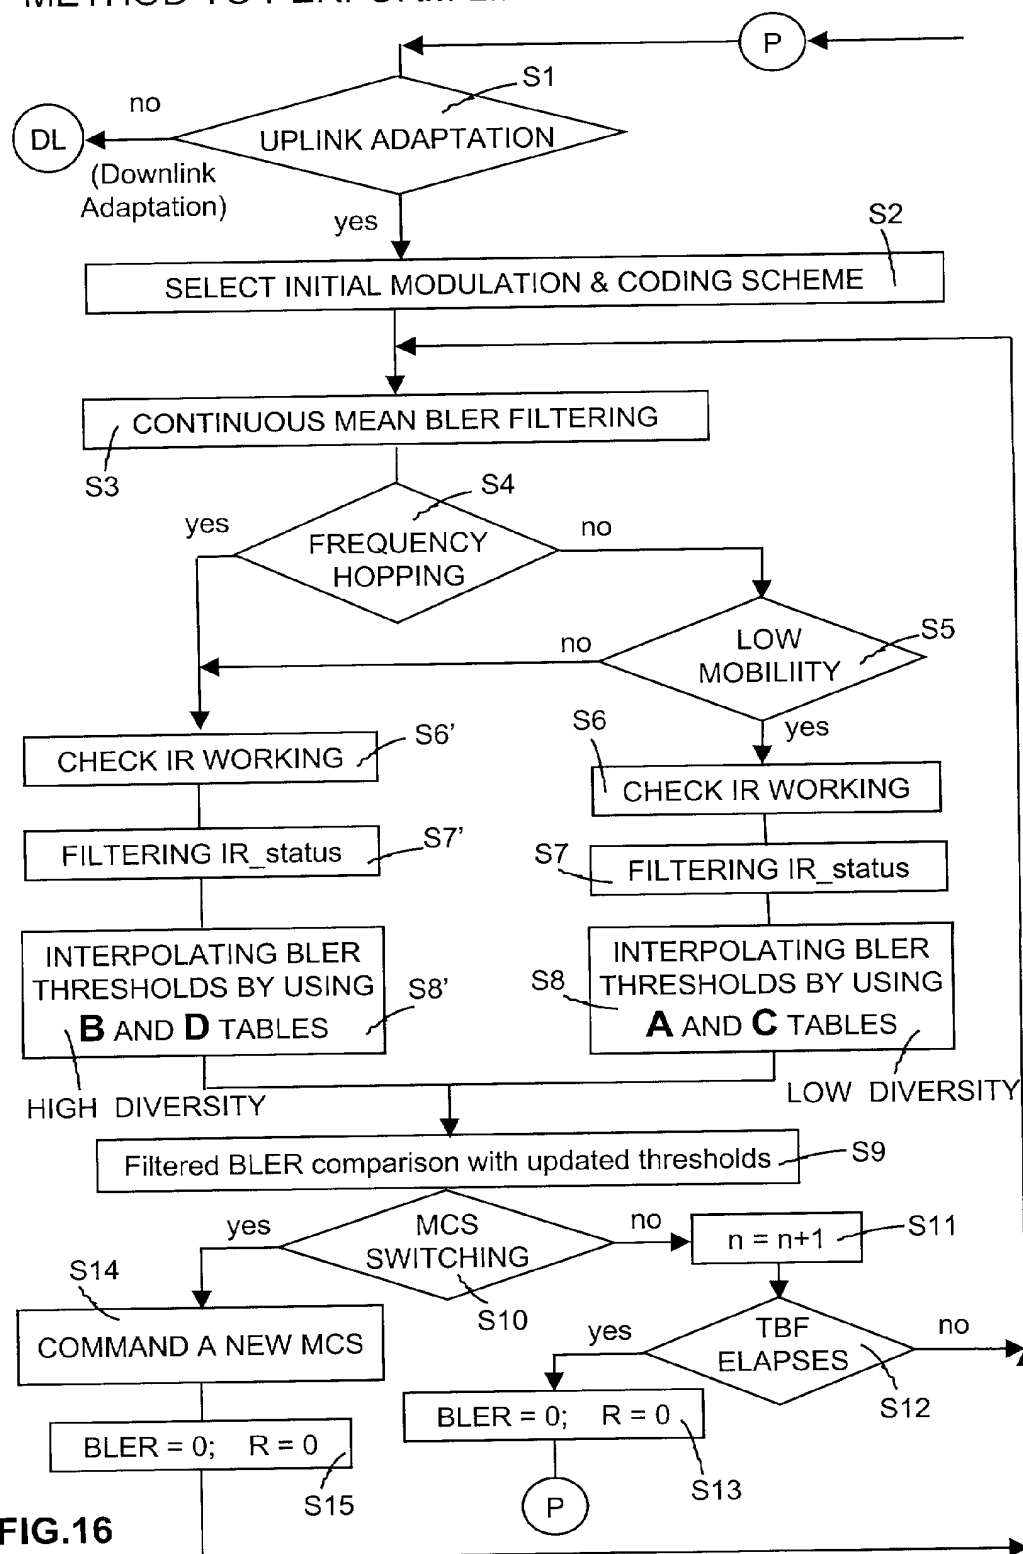 P
S1
no
DL
UPLINK ADAPTATION
(Downlink
Adaptation)
yes
S2
SELECT INITIAL MODULATION & CODING SCHEME
CONTINUOUS MEAN BLER FILTERING
S3
S4
yes
no
FREQUENCY
HOPPING
no
LOW
MOBILIITY
S5
S6'
S6
yes
CHECK IR WORKING
CHECK IR WORKING
S7'
FILTERING IR_status
S7
FILTERING IR_status
INTERPOLATING BLER
THRESHOLDS BY USING
B AND D TABLES
S8'
S8
INTERPOLATING BLER
THRESHOLDS BY USING
A AND C TABLES
HIGH DIVERSITY
LOW DIVERSITY
Filtered BLER comparison with updated thresholds
S9
yes
MCS
SWITCHING
no
n = n+1
S11
S14
S10
COMMAND A NEW MCS
yes
TBF
ELAPSES
no
S12
BLER = 0; R = 0
BLER = 0; R = 0
S15
S13
P
FIG.16